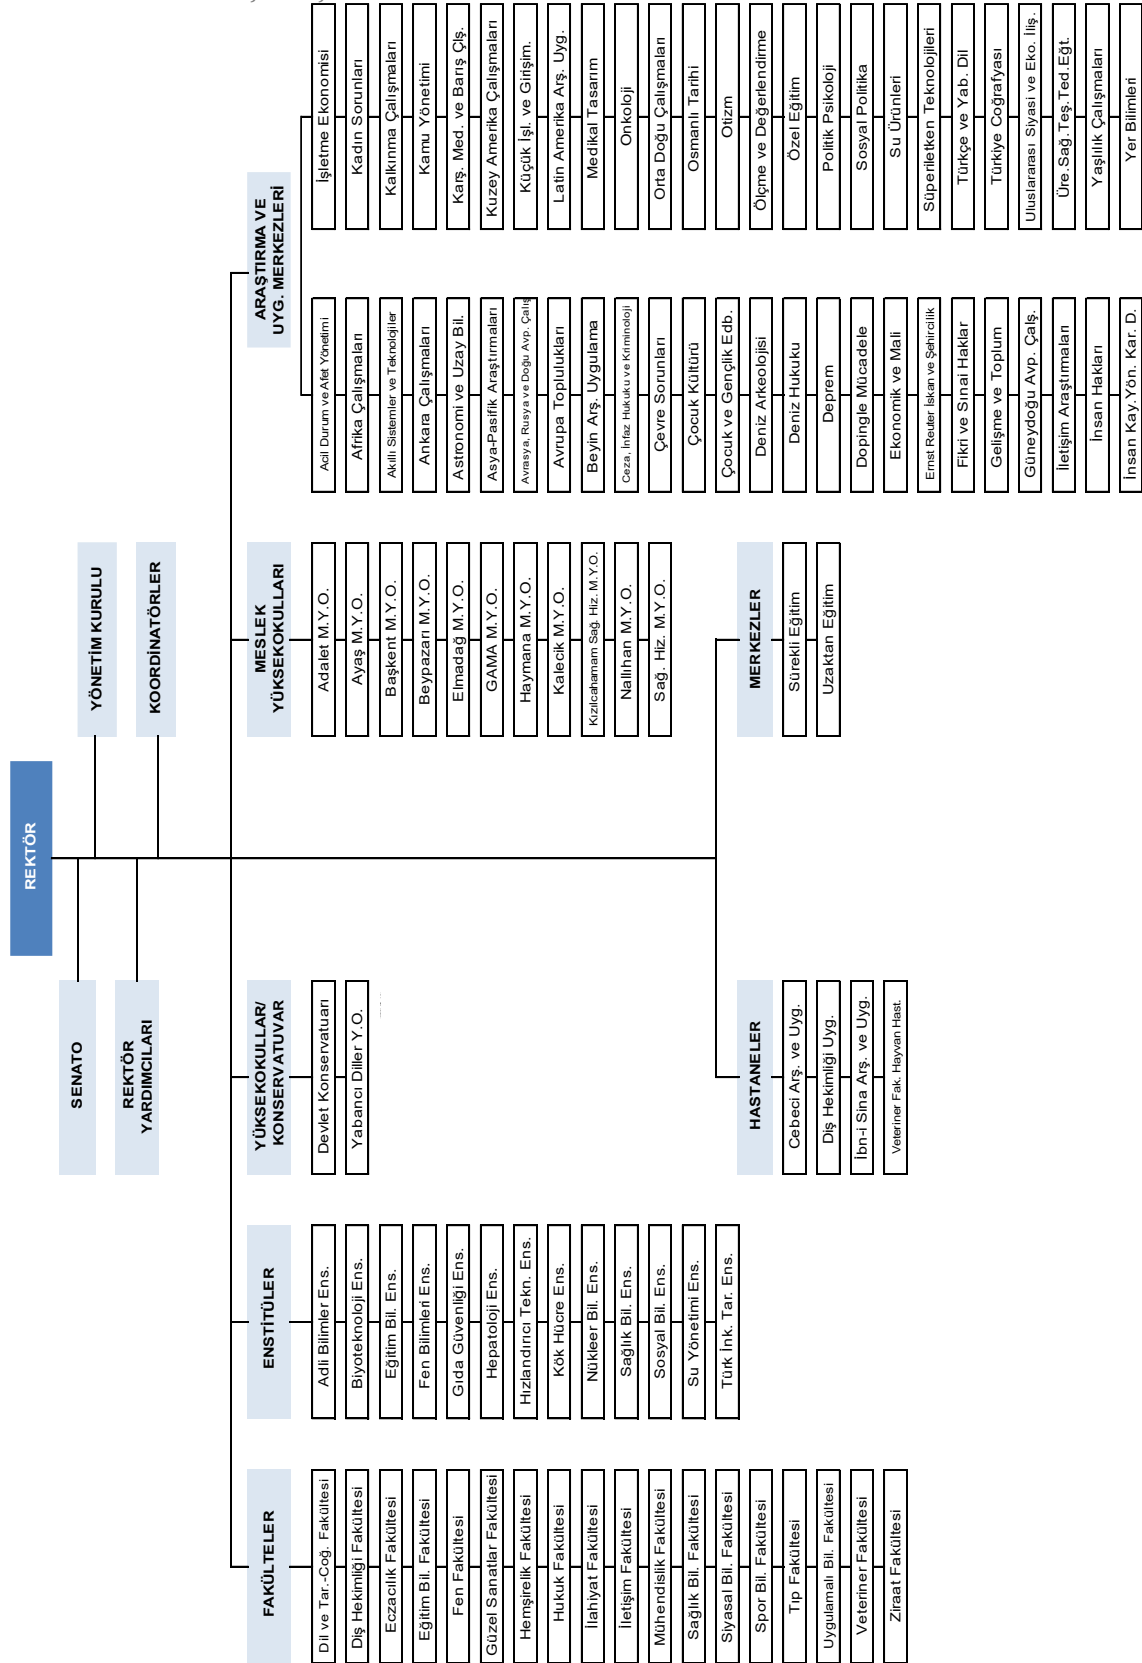 REKTÖR
SENATO
YÖNETİM KURULU
REKTÖR
YARDIMCILARI
KOORDİNATÖRLER
FAKÜLTELER
Dil ve Tar.-Coğ. Fakültesi
Diş Hekimliği Fakültesi
Eczacılık Fakültesi
Eğitim Bil. Fakültesi
Fen Fakültesi
Güzel Sanatlar Fakültesi
Hemşirelik Fakültesi
Hukuk Fakültesi
İlahiyat Fakültesi
İletişim Fakültesi
Mühendislik Fakültesi
Sağlık Bil. Fakültesi
Siyasal Bil. Fakültesi
Spor Bil. Fakültesi
Tıp Fakültesi
Uygulamalı Bil. Fakültesi
Veteriner Fakültesi
Ziraat Fakültesi
ENSTİTÜLER
Adli Bilimler Ens.
Biyoteknoloji Ens.
Eğitim Bil. Ens.
Fen Bilimleri Ens.
Gıda Güvenliği Ens.
Hepatoloji Ens.
Hızlandırıcı Tekn. Ens.
Kök Hücre Ens.
Nükleer Bil. Ens.
Sağlık Bil. Ens.
Sosyal Bil. Ens.
Su Yönetimi Ens.
Türk İnk. Tar. Ens.
YÜKSEKOKULLAR/
KONSERVATUVAR
Devlet Konservatuarı
Yabancı Diller Y.O.
MESLEK
YÜKSEKOKULLARI
Adalet M.Y.O.
Ayaş M.Y.O.
Başkent M.Y.O.
Beypazarı M.Y.O.
Elmadağ M.Y.O.
GAMA M.Y.O.
Haymana M.Y.O.
Kalecik M.Y.O.
Kızılcahamam Sağ. Hiz. M.Y.O.
Nallıhan M.Y.O.
Sağ. Hiz. M.Y.O.
ARAŞTIRMA VE
UYG. MERKEZLERİ
Acil Durum ve Afet Yönetimi
Afrika Çalışmaları
Akıllı Sistemler ve Teknolojiler
Ankara Çalışmaları
Astronomi ve Uzay Bil.
Asya-Pasifik Araştırmaları
Avrasya, Rusya ve Doğu Avp. Çalış
Avrupa Toplulukları
Beyin Arş. Uygulama
Ceza, İnfaz Hukuku ve Kriminoloji
Çevre Sorunları
Çocuk Kültürü
Çocuk ve Gençlik Edb.
Deniz Arkeolojisi
Deniz Hukuku
Deprem
Dopingle Mücadele
Ekonomik ve Mali
Ernst Reuter İskan ve Şehircilik
Fikri ve Sınai Haklar
Gelişme ve Toplum
Güneydoğu Avp. Çalş.
İletişim Araştırmaları
İnsan Hakları
İnsan Kay.Yön. Kar. D.
İşletme Ekonomisi
Kadın Sorunları
Kalkınma Çalışmaları
Kamu Yönetimi
Karş. Med. ve Barış Çlş.
Kuzey Amerika Çalışmaları
Küçük İşl. ve Girişim.
Latin Amerika Arş. Uyg.
Medikal Tasarım
Onkoloji
Orta Doğu Çalışmaları
Osmanlı Tarihi
Otizm
Ölçme ve Değerlendirme
Özel Eğitim
Politik Psikoloji
Sosyal Politika
Su Ürünleri
Süperiletken Teknolojileri
Türkçe ve Yab. Dil
Türkiye Coğrafyası
Uluslararası Siyasi ve Eko. İliş.
Üre.Sağ.Teş.Ted.Eğt.
Yaşlılık Çalışmaları
Yer Bilimleri
HASTANELER
Cebeci Arş. ve Uyg.
Diş Hekimliği Uyg.
İbn-i Sina Arş. ve Uyg.
Veteriner Fak. Hayvan Hast.
MERKEZLER
Sürekli Eğitim
Uzaktan Eğitim